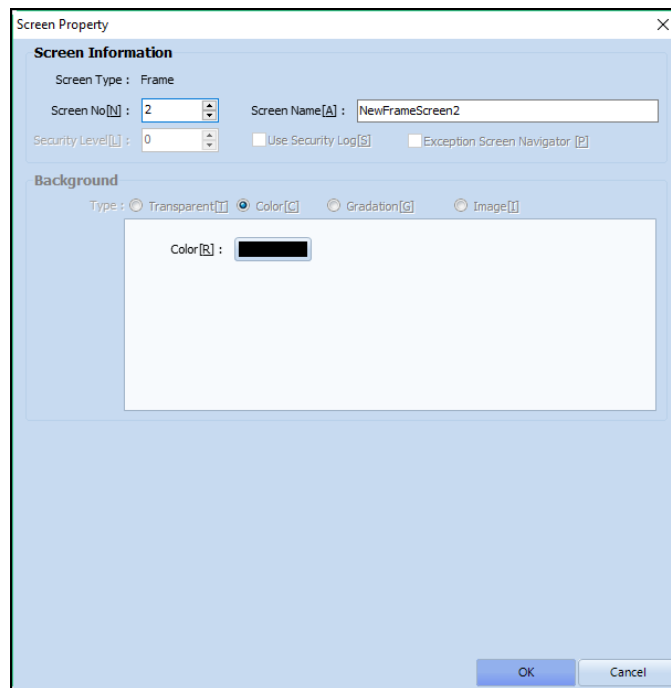 Screen Property
Screen Information
Screen Type : Frame
Screen No[N] : 2 Screen Name[A] : NewFrameScreen2
Security Level[L] : 0 Use Security Log[S] Exception Screen Navigator [P]
Background
Type : Transparent[T] Color[C] Gradation[G] Image[I]
Color[R] :
OK Cancel